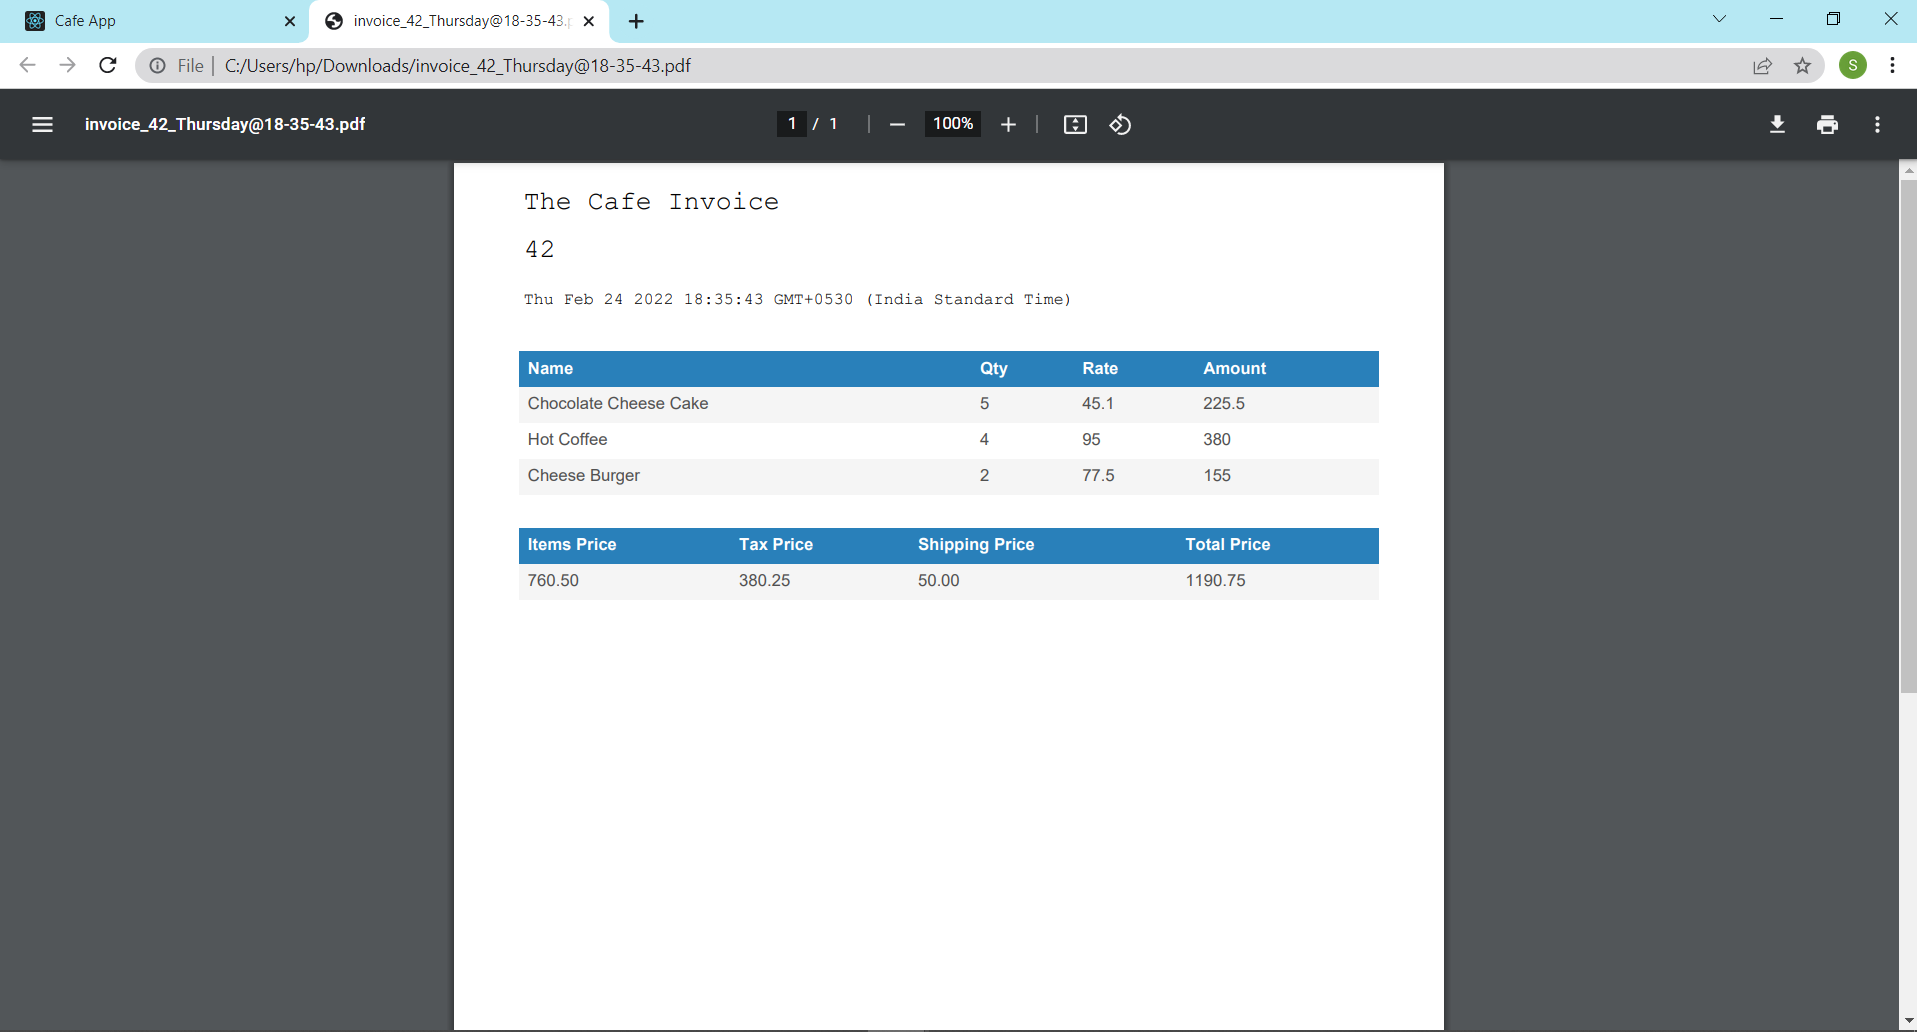 Cafe App
invoice_42_Thursday@18-35-43.p
File | C:/Users/hp/Downloads/invoice_42_Thursday@18-35-43.pdf
S
invoice_42_Thursday@18-35-43.pdf
1 / 1
100%
The Cafe Invoice
42
Thu Feb 24 2022 18:35:43 GMT+0530 (India Standard Time)
Name Qty Rate Amount
Chocolate Cheese Cake 5 45.1 225.5
Hot Coffee 4 95 380
Cheese Burger 2 77.5 155
Items Price Tax Price Shipping Price Total Price
760.50 380.25 50.00 1190.75